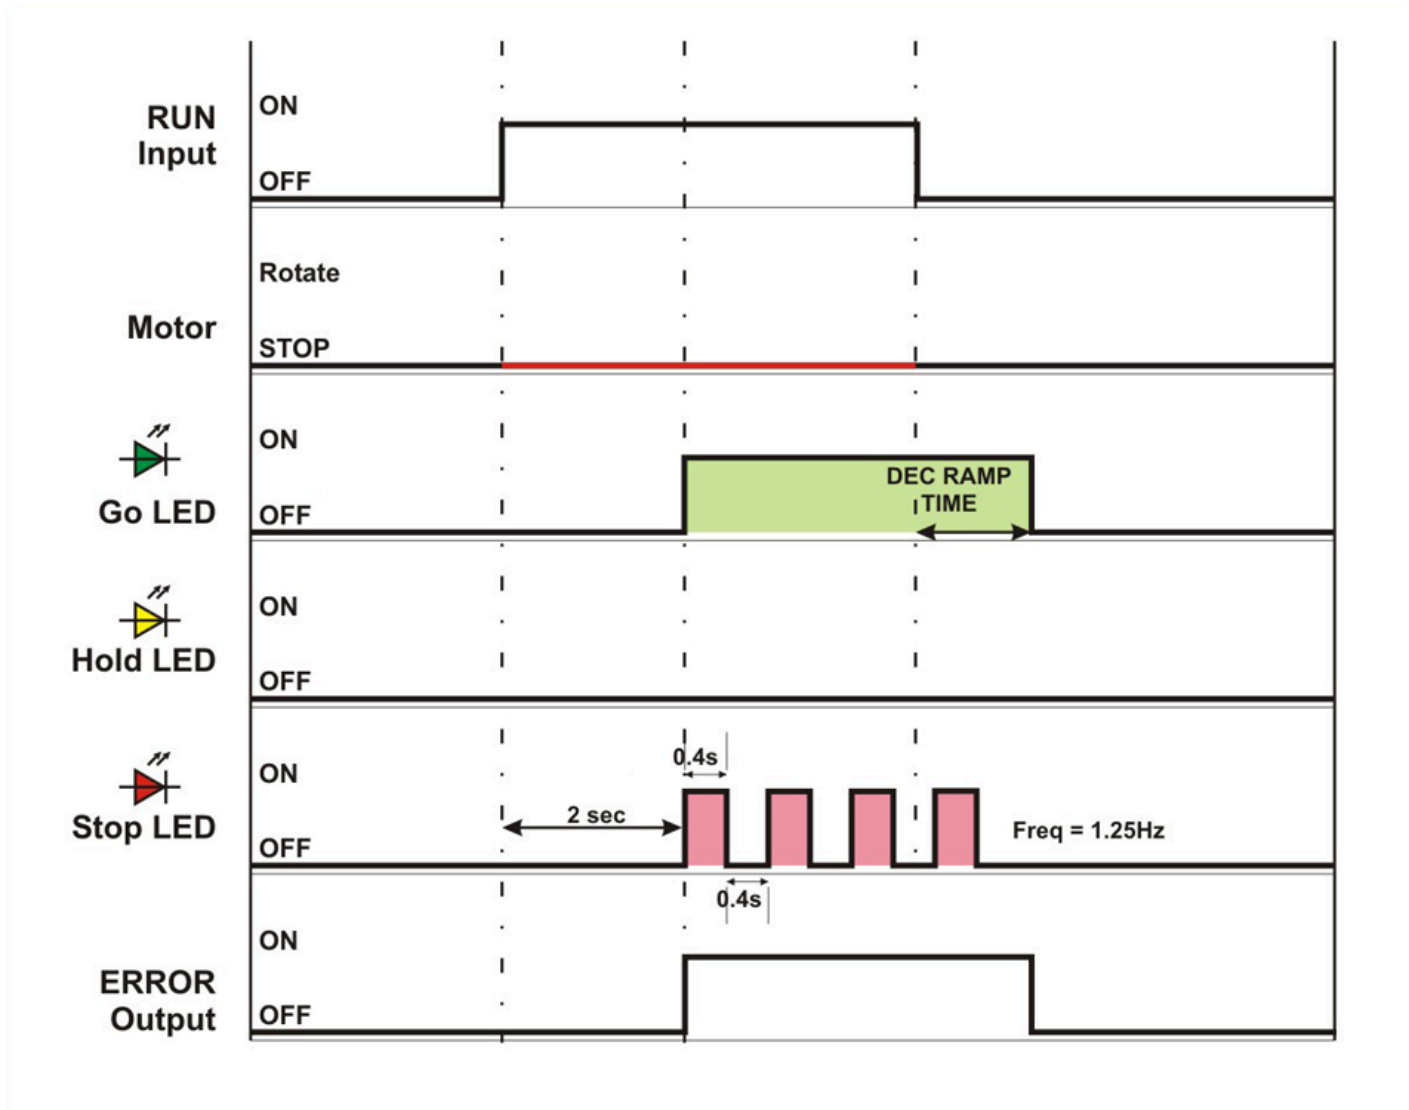 RUN
Input
ON
OFF
Motor
Rotate
STOP
Go LED
ON
OFF
DEC RAMP
TIME
Hold LED
ON
OFF
Stop LED
ON
OFF
2 sec
0.4s
0.4s
Freq = 1.25Hz
ERROR
Output
ON
OFF